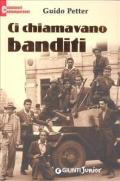 Guido Petter
Ci chiamavano
banditi
GIUNTI Junior